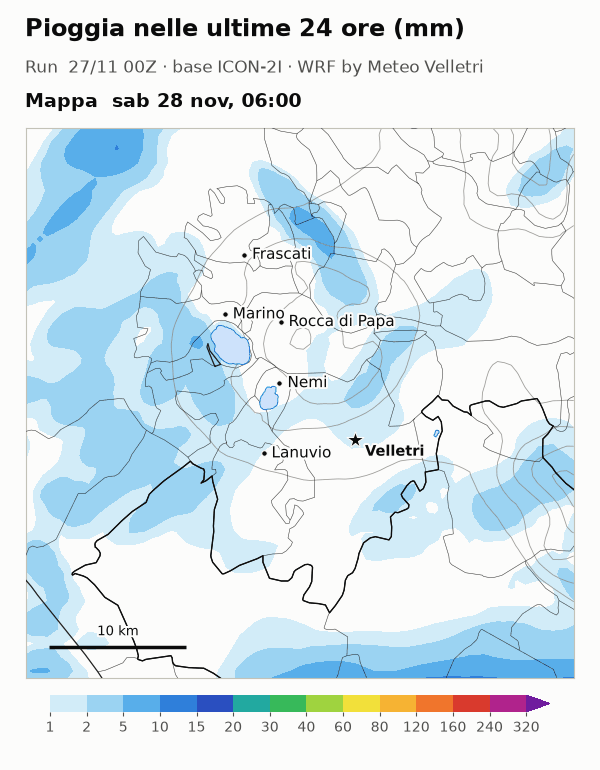 Pioggia nelle ultime 24 ore (mm)
Run  27/11 00Z · base ICON-2I · WRF by Meteo Velletri
Mappa  sab 28 nov, 06:00
Frascati
Marino
Rocca di Papa
Nemi
Velletri
Lanuvio
10 km
1 2 5 10 15 20 30 40 60 80 120 160 240 320